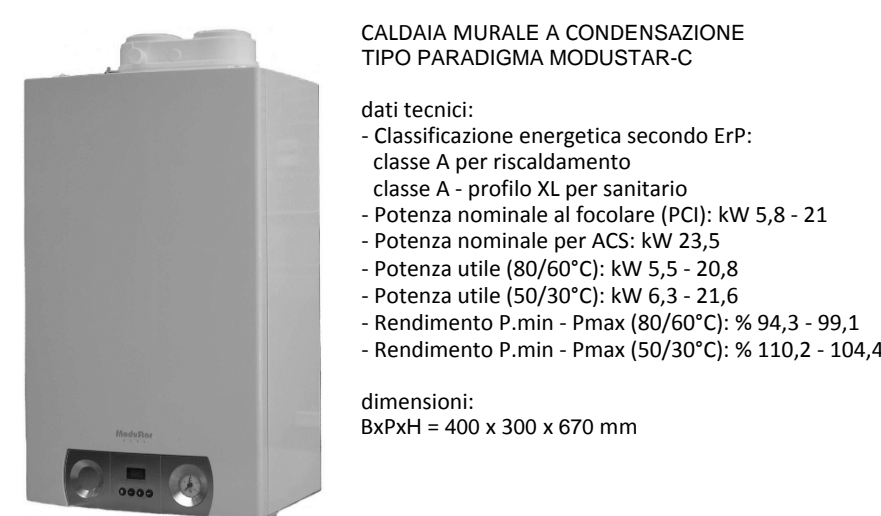 CALDAIA MURALE A CONDENSAZIONE
TIPO PARADIGMA MODUSTAR-C
dati tecnici:
- Classificazione energetica secondo ErP:
classe A per riscaldamento
classe A - profilo XL per sanitario
- Potenza nominale al focolare (PCI): kW 5,8 - 21
- Potenza nominale per ACS: kW 23,5
- Potenza utile (80/60°C): kW 5,5 - 20,8
- Potenza utile (50/30°C): kW 6,3 - 21,6
- Rendimento P.min - Pmax (80/60°C): % 94,3 - 99,1
- Rendimento P.min - Pmax (50/30°C): % 110,2 - 104,4
dimensioni:
BxPxH = 400 x 300 x 670 mm
ModuStar